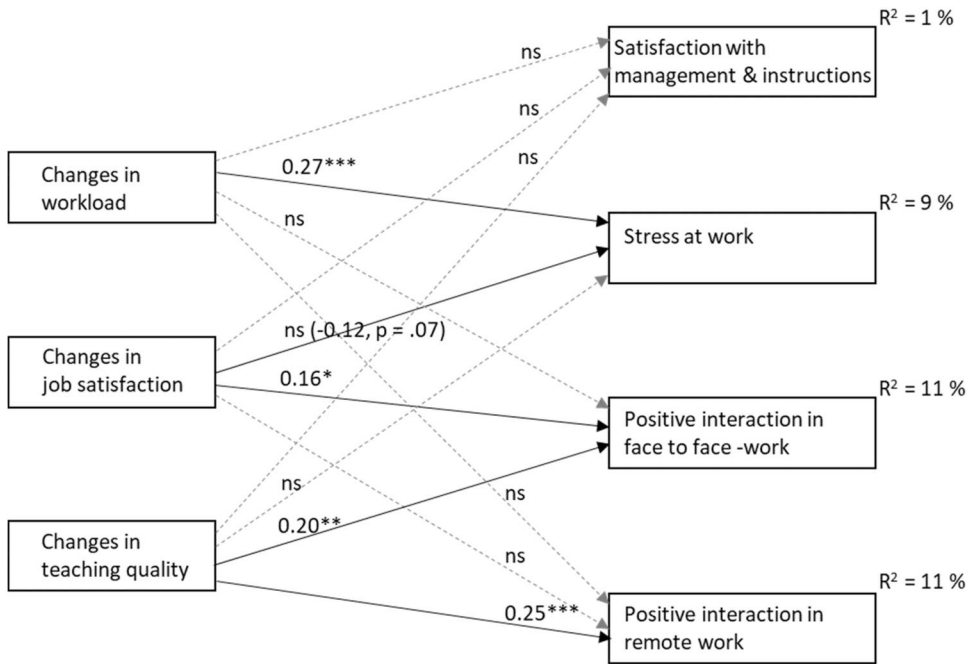 R² = 1 %
Satisfaction with
management & instructions
ns
ns
ns
Changes in
workload
0.27***
R² = 9 %
Stress at work
ns
ns (-0.12, p = .07)
Changes in
job satisfaction
0.16*
R² = 11 %
Positive interaction in
face to face -work
ns
ns
0.20**
Changes in
teaching quality
ns
R² = 11 %
0.25***
Positive interaction in
remote work